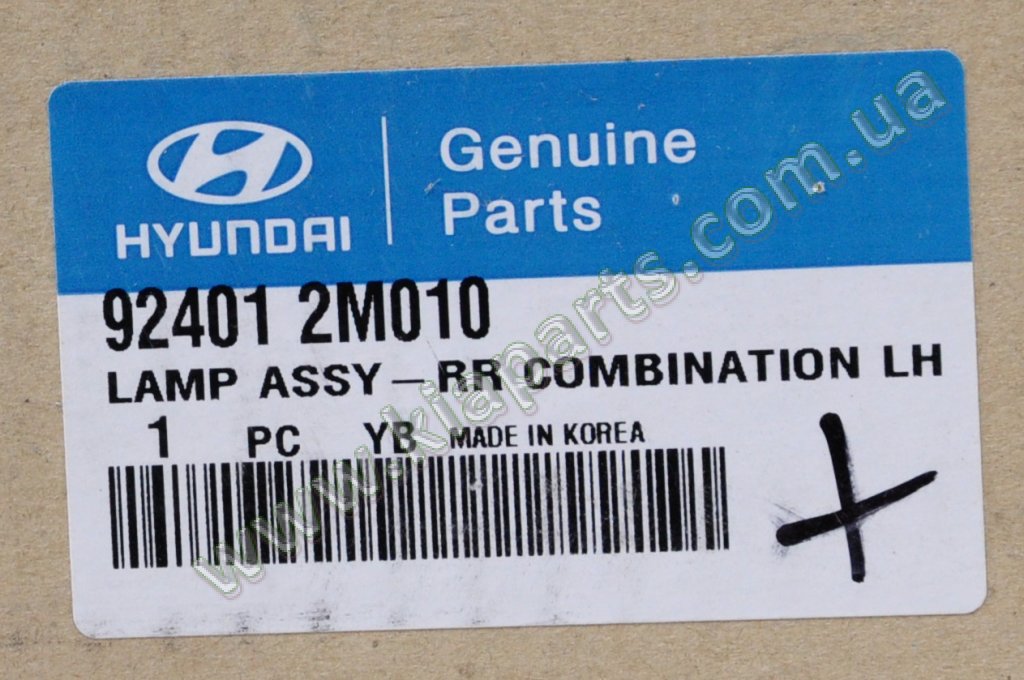 HYUNDAI
Genuine
Parts
92401 2M010
LAMP ASSY - RR COMBINATION LH
1 PC YB MADE IN KOREA
www.kiaparts.com.ua